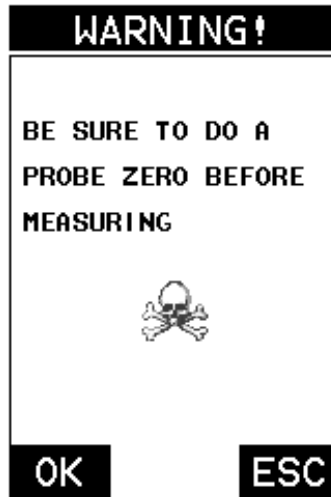 WARNING!
BE SURE TO DO A
PROBE ZERO BEFORE
MEASURING
OK ESC